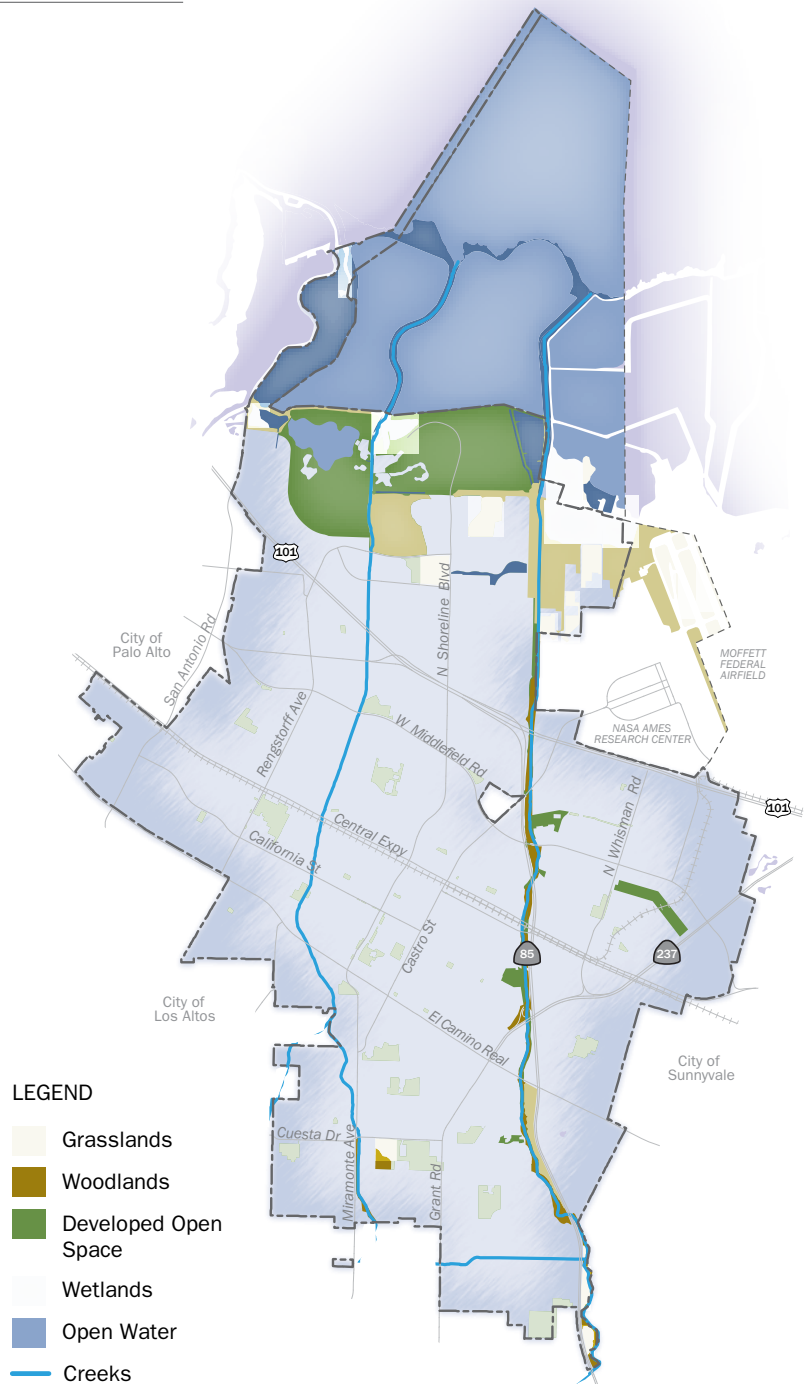 101
N Shoreline Blvd
City of
Palo Alto
San Antonio Rd
MOFFETT
FEDERAL
AIRFIELD
NASA AMES
RESEARCH CENTER
Rengstorff Ave
W Middlefield Rd
101
N Whisman Rd
Central Expy
California St
Castro St
85
237
City of
Los Altos
El Camino Real
City of
Sunnyvale
Cuesta Dr
Miramonte Ave
Grant Rd
LEGEND
Grasslands
Woodlands
Developed Open
Space
Wetlands
Open Water
Creeks